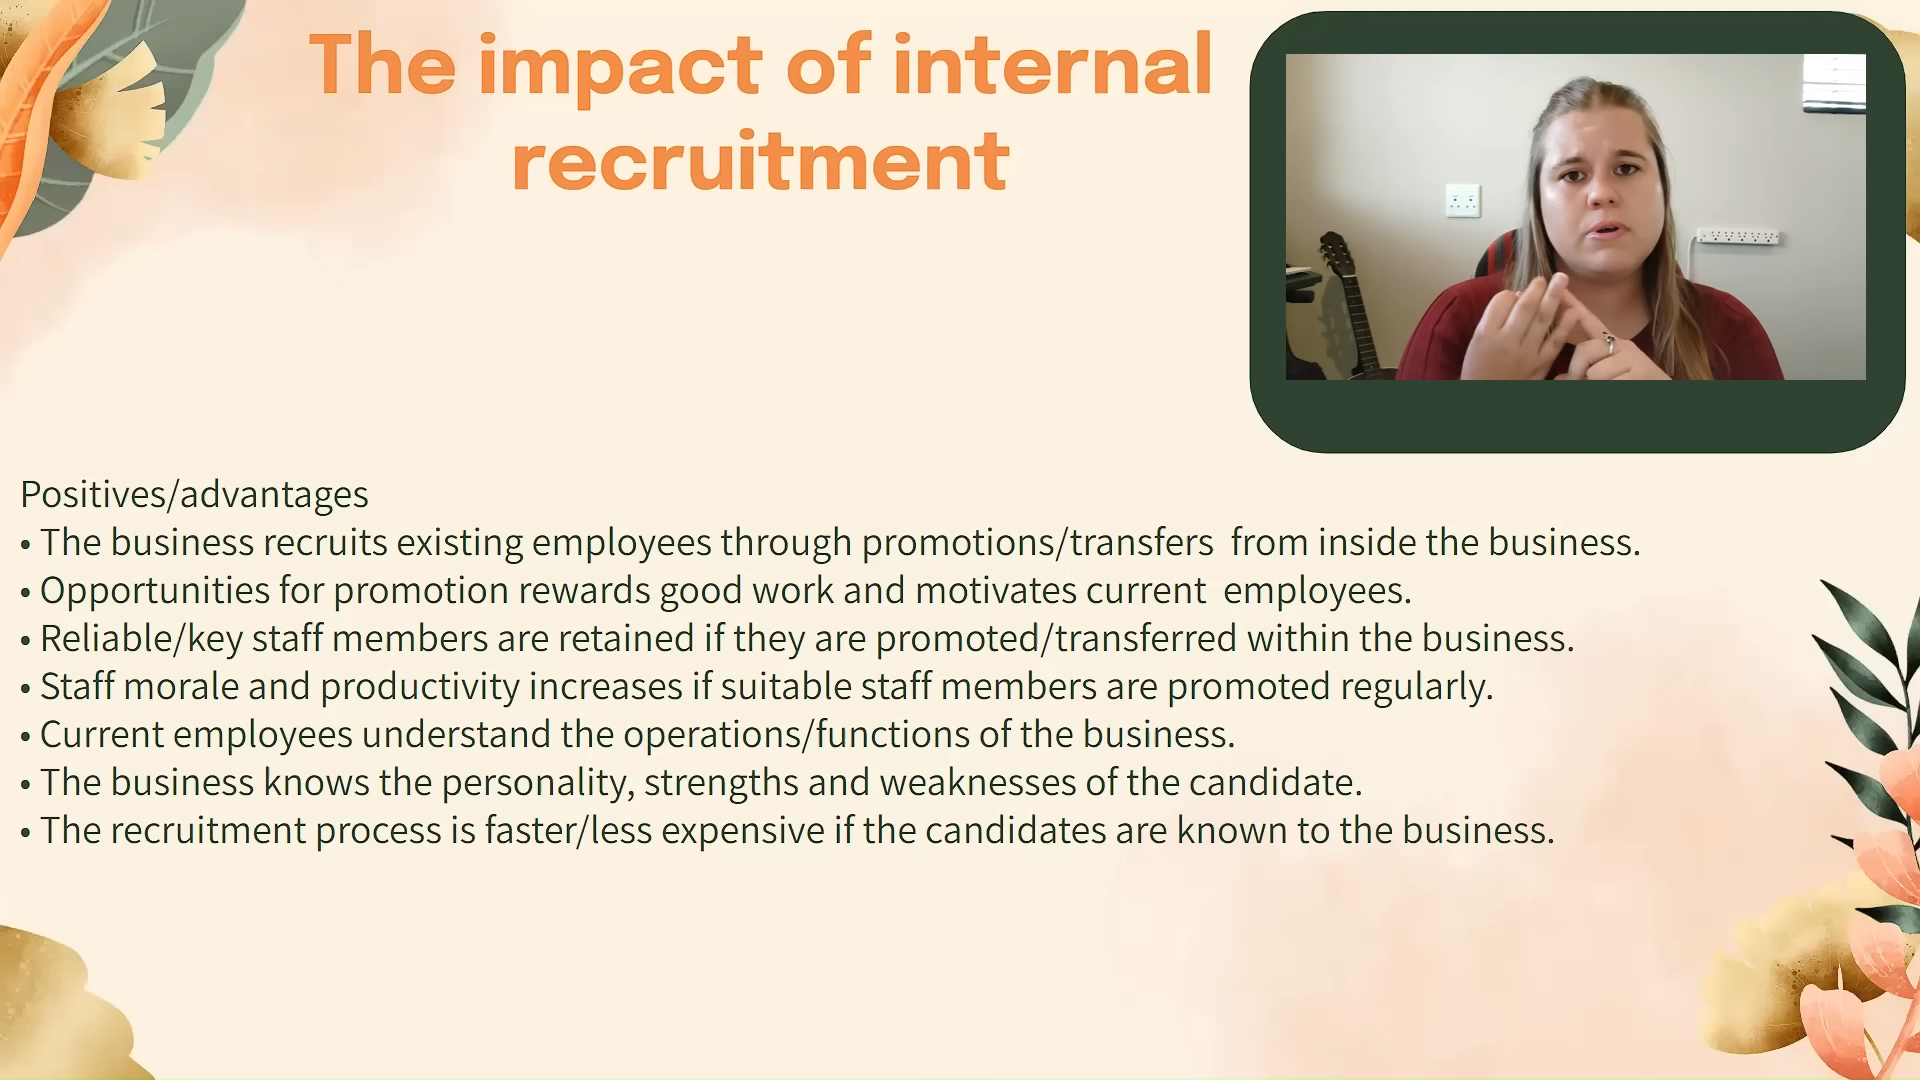 The impact of internal
recruitment
Positives/advantages
• The business recruits existing employees through promotions/transfers  from inside the business.
• Opportunities for promotion rewards good work and motivates current  employees.
• Reliable/key staff members are retained if they are promoted/transferred within the business.
• Staff morale and productivity increases if suitable staff members are promoted regularly.
• Current employees understand the operations/functions of the business.
• The business knows the personality, strengths and weaknesses of the candidate.
• The recruitment process is faster/less expensive if the candidates are known to the business.